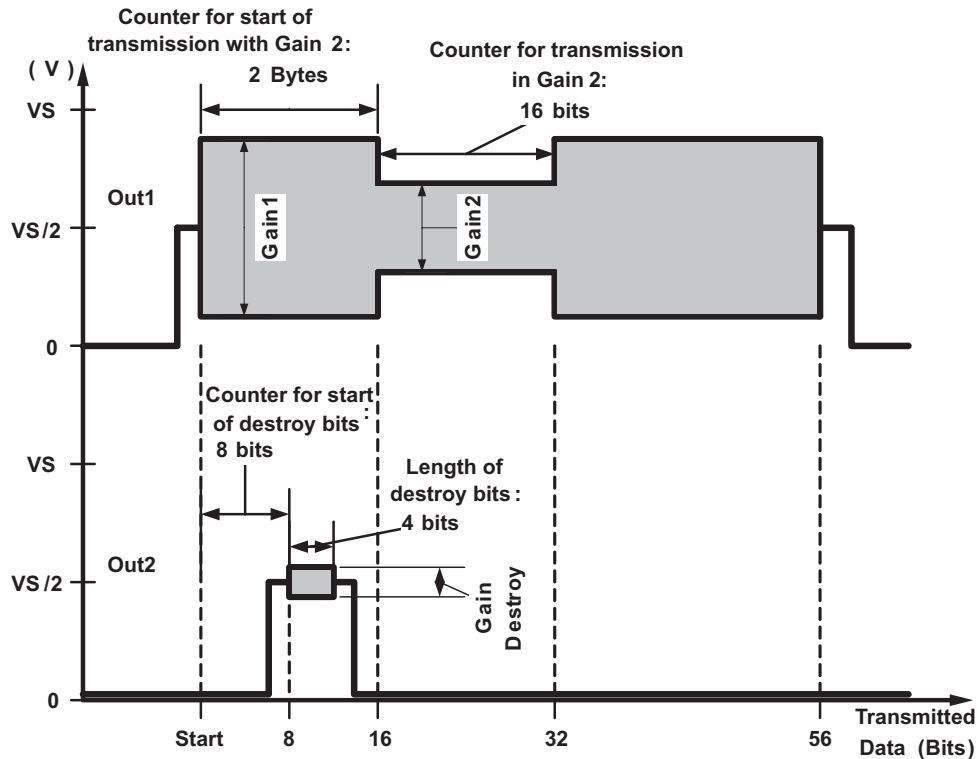 Counter for start of
transmission with Gain 2:
2 Bytes
Counter for transmission
in Gain 2:
16 bits
( V )
VS
Out1
VS/2
Gain1
Gain2
0
Counter for start
of destroy bits:
8 bits
VS
Length of
destroy bits:
4 bits
Out2
VS/2
Gain
Destroy
0
Start
8
16
32
56
Transmitted
Data (Bits)